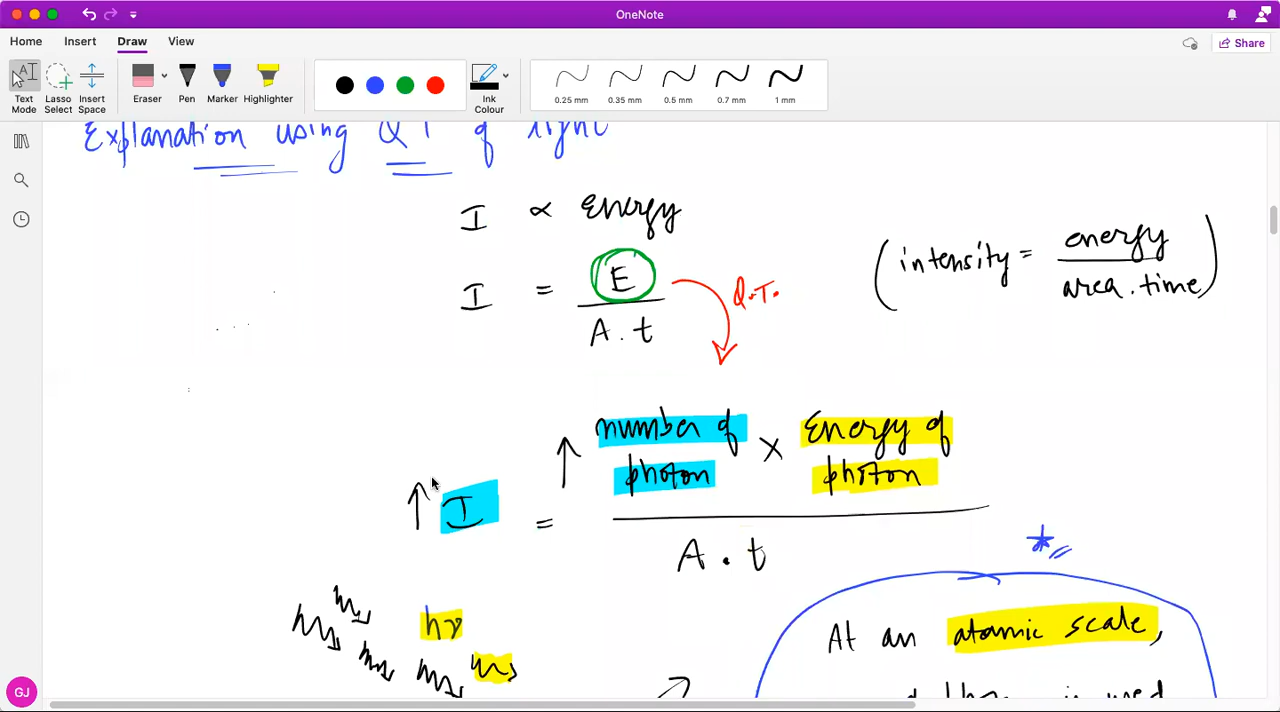 OneNote
Home Insert Draw View
Share
Text Mode
Lasso Select
Insert Space
Eraser
Pen
Marker
Highlighter
Ink Colour
0.25 mm 0.35 mm 0.5 mm 0.7 mm 1 mm
Explanation using QT of light
I ∝ energy
I = E / A . t
Q.T.
(intensity = energy / area . time)
↑ I = ↑ number of photon × Energy of photon / A . t
hν
*
At an atomic scale,
GJ